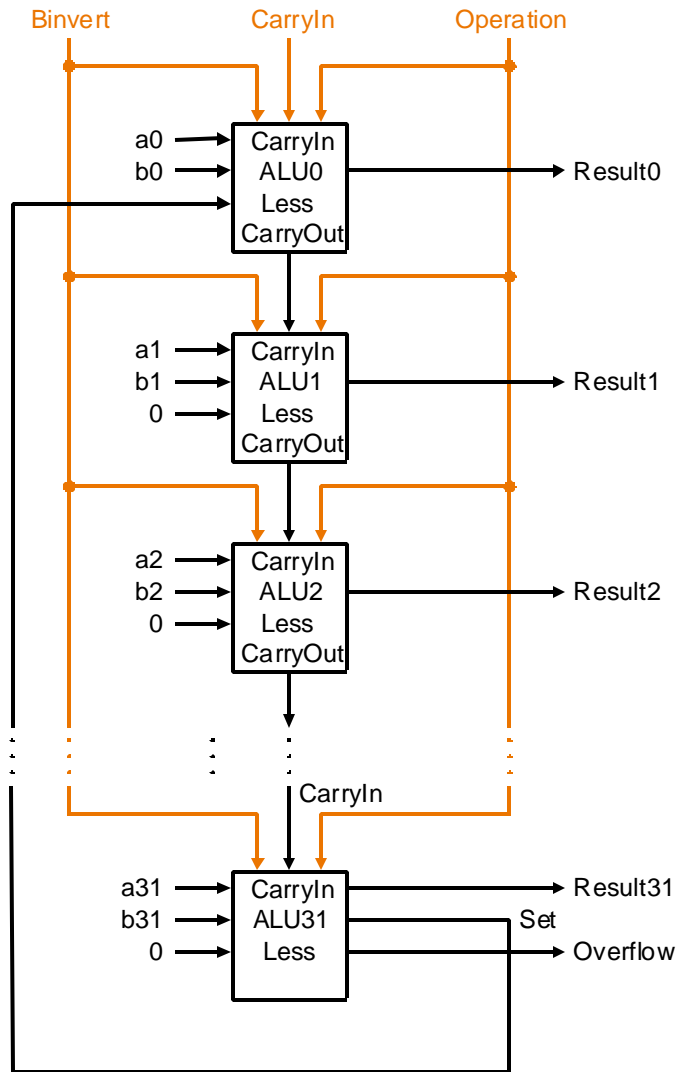 Binvert CarryIn Operation
a0 CarryIn
b0 ALU0 Result0
Less
CarryOut
a1 CarryIn
b1 ALU1 Result1
0 Less
CarryOut
a2 CarryIn
b2 ALU2 Result2
0 Less
CarryOut
CarryIn
a31 CarryIn Result31
b31 ALU31 Set
0 Less Overflow